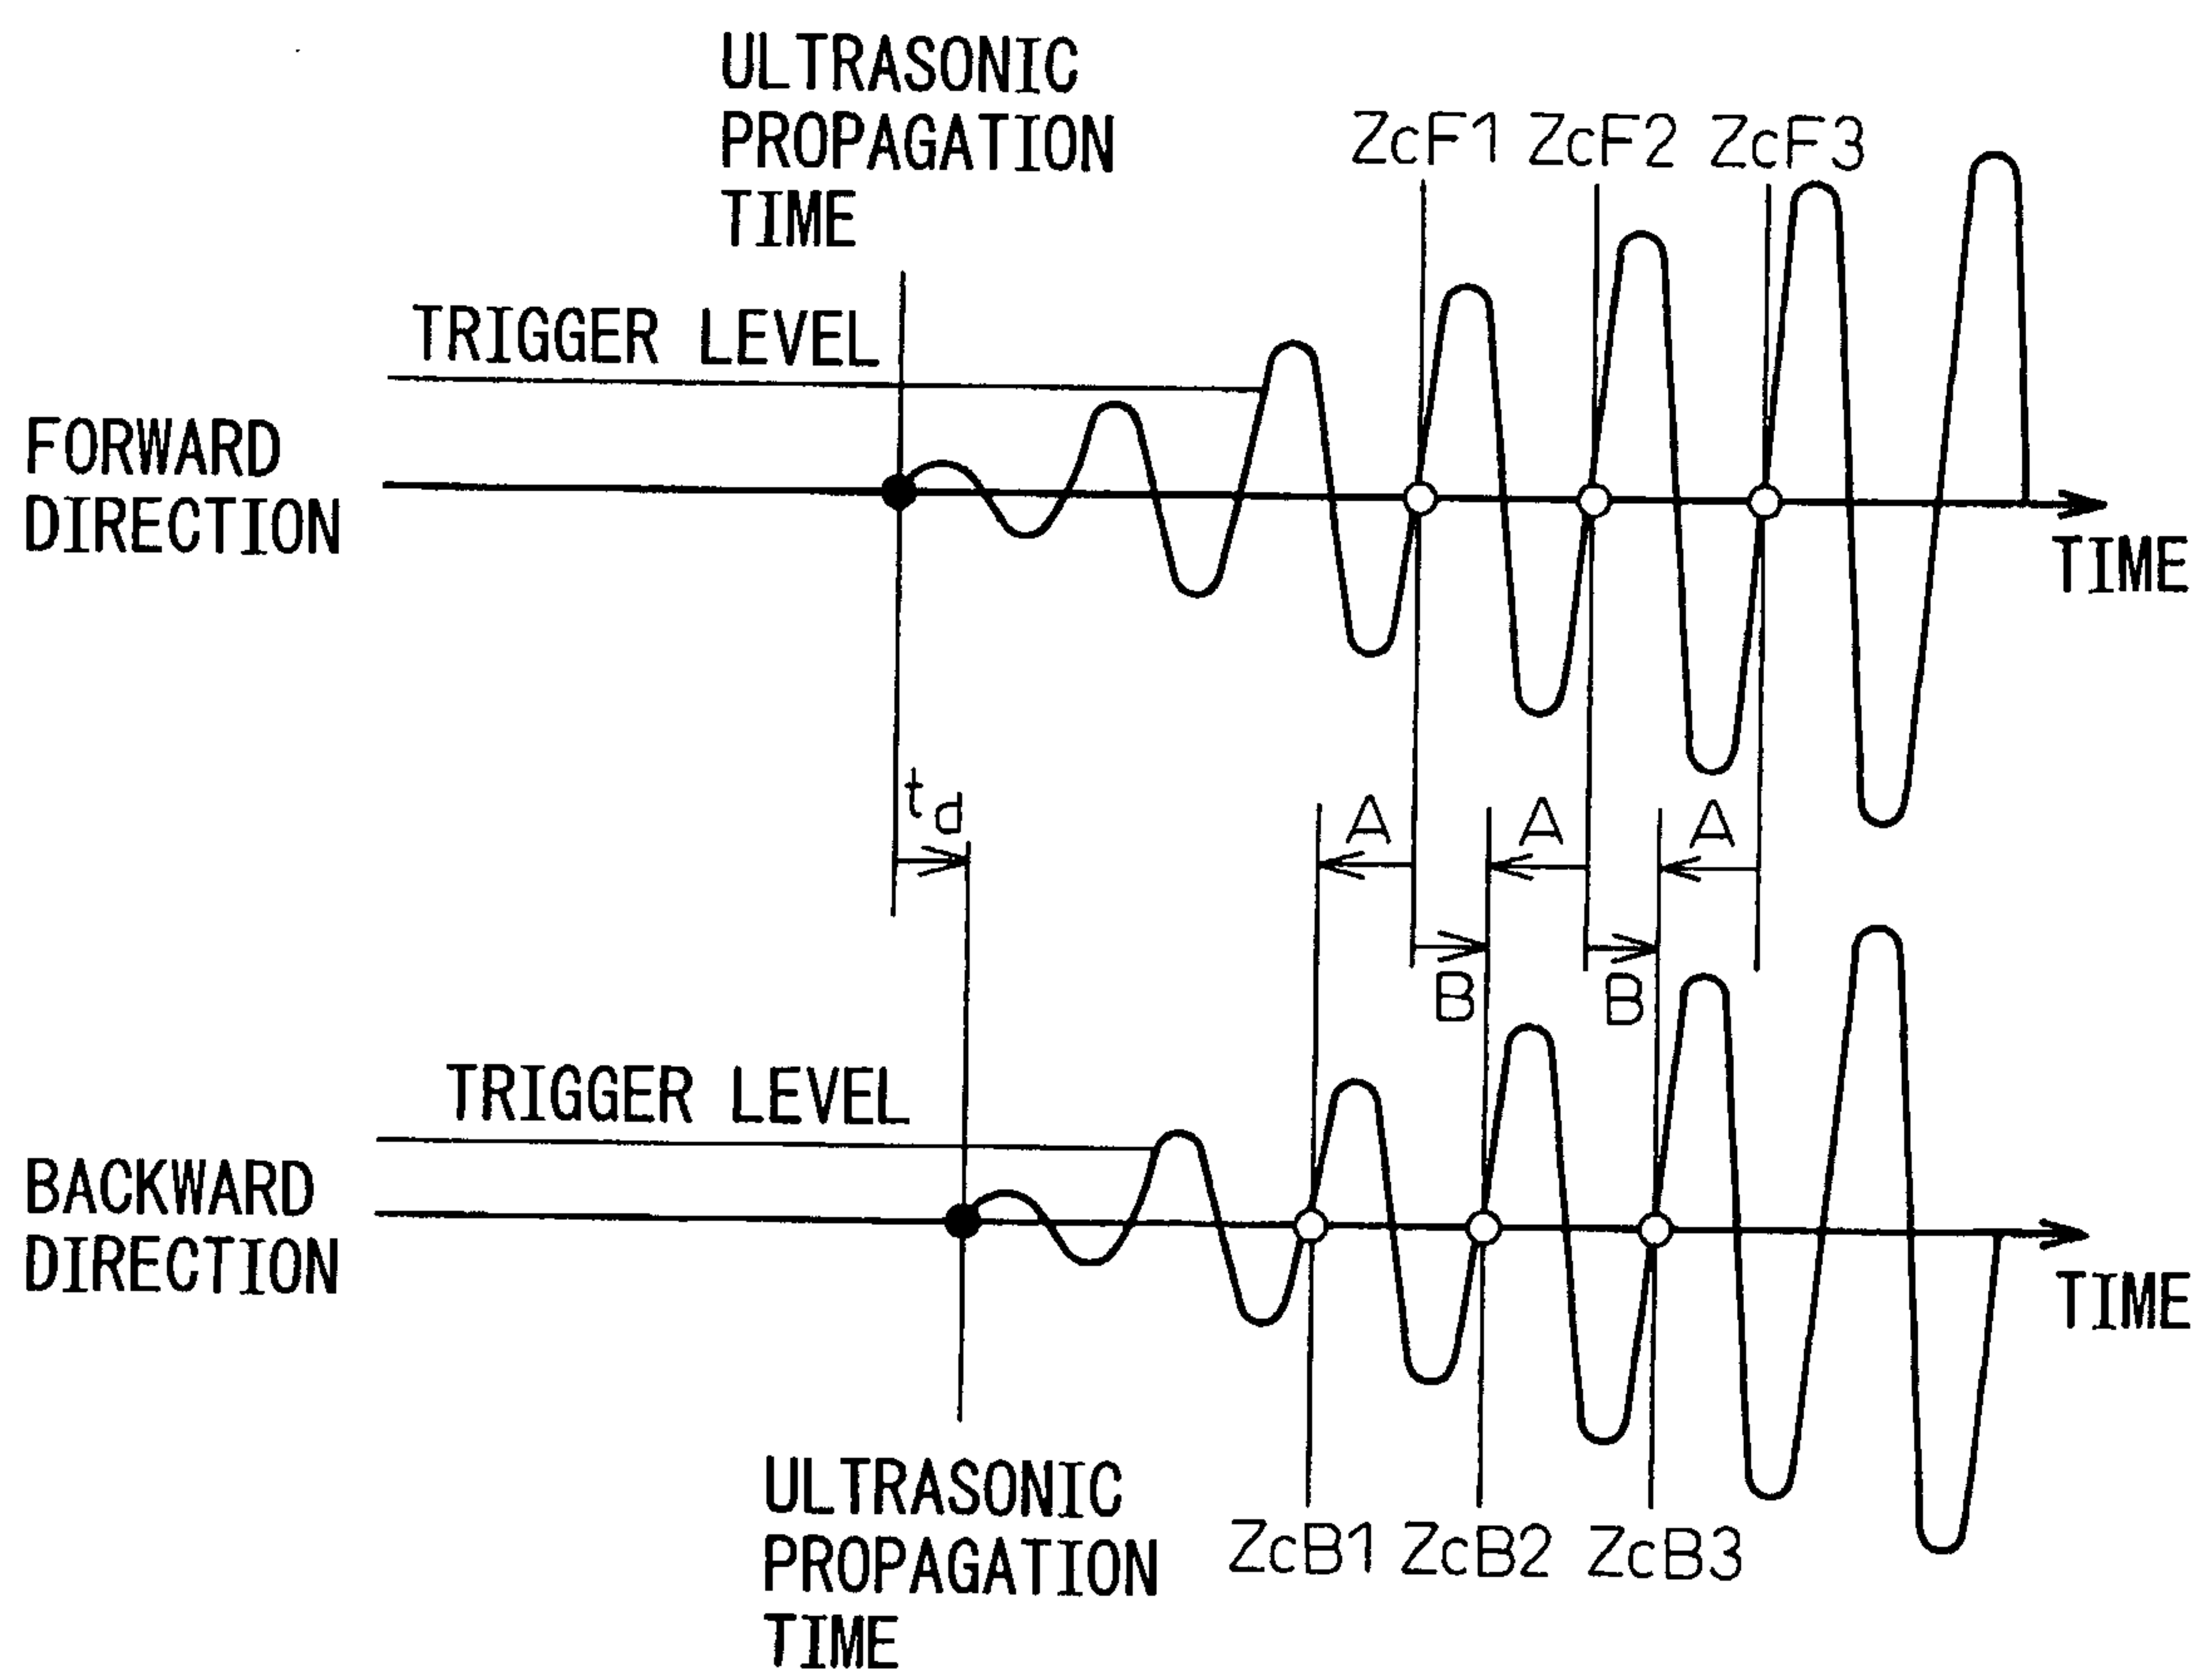 ULTRASONIC
PROPAGATION
TIME
ZcF1 ZcF2 ZcF3
TRIGGER LEVEL
FORWARD
DIRECTION
TIME
td
A A A
B B
TRIGGER LEVEL
BACKWARD
DIRECTION
TIME
ULTRASONIC
PROPAGATION
TIME
ZcB1 ZcB2 ZcB3